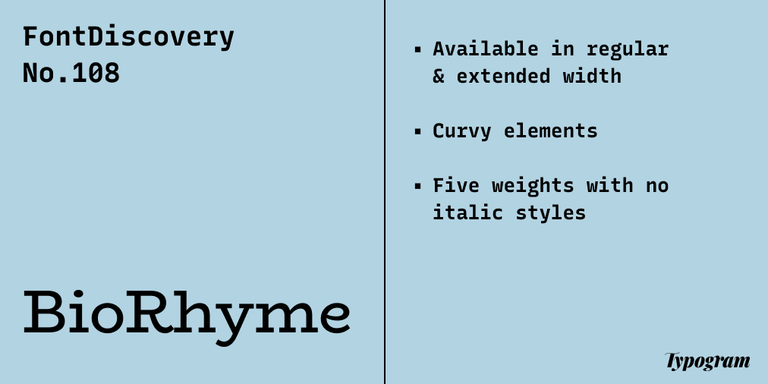 FontDiscovery
No.108
BioRhyme
▪ Available in regular
& extended width
▪ Curvy elements
▪ Five weights with no
italic styles
Typogram